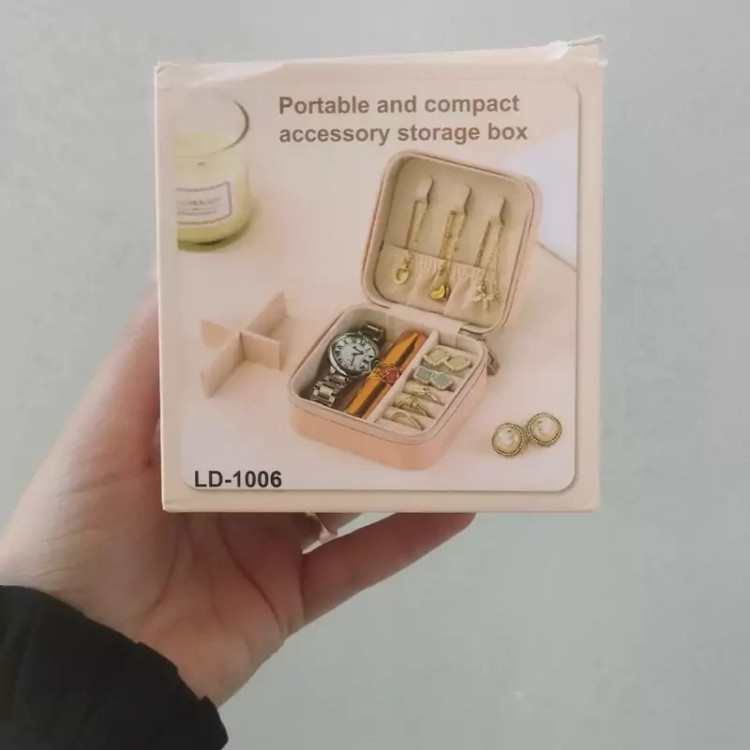 Portable and compact
accessory storage box
LD-1006